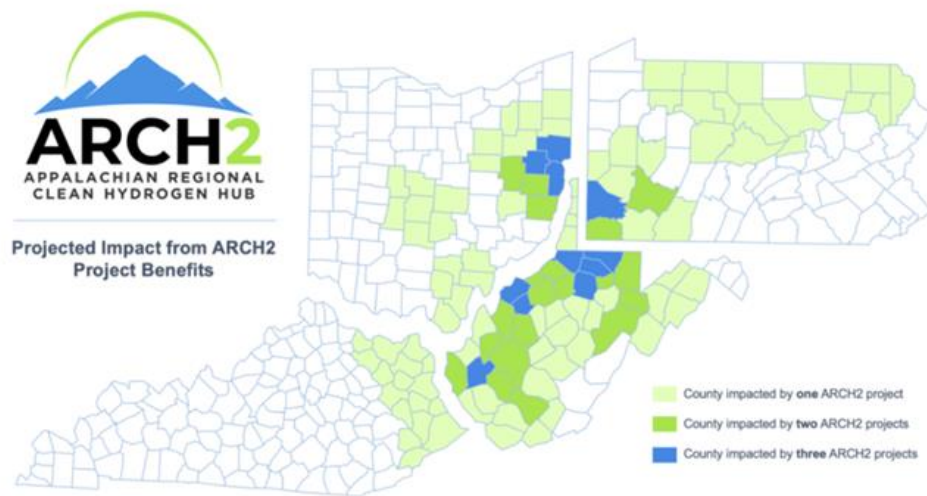 ARCH2
APPALACHIAN REGIONAL
CLEAN HYDROGEN HUB
Projected Impact from ARCH2
Project Benefits
County impacted by one ARCH2 project
County impacted by two ARCH2 projects
County impacted by three ARCH2 projects